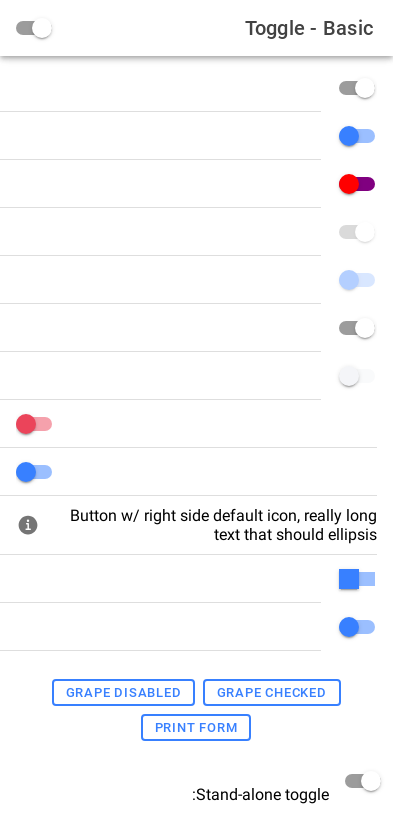 Toggle - Basic
Button w/ right side default icon, really long
text that should ellipsis
GRAPE DISABLED
GRAPE CHECKED
PRINT FORM
:Stand-alone toggle